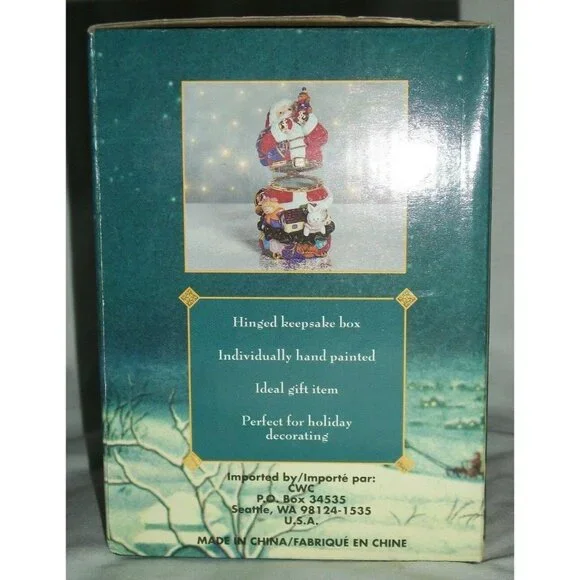 Hinged keepsake box
Individually hand painted
Ideal gift item
Perfect for holiday
decorating
Imported by/Importé par:
CWC
P.O. Box 34535
Seattle, WA 98124-1535
U.S.A.
MADE IN CHINA/FABRIQUÉ EN CHINE